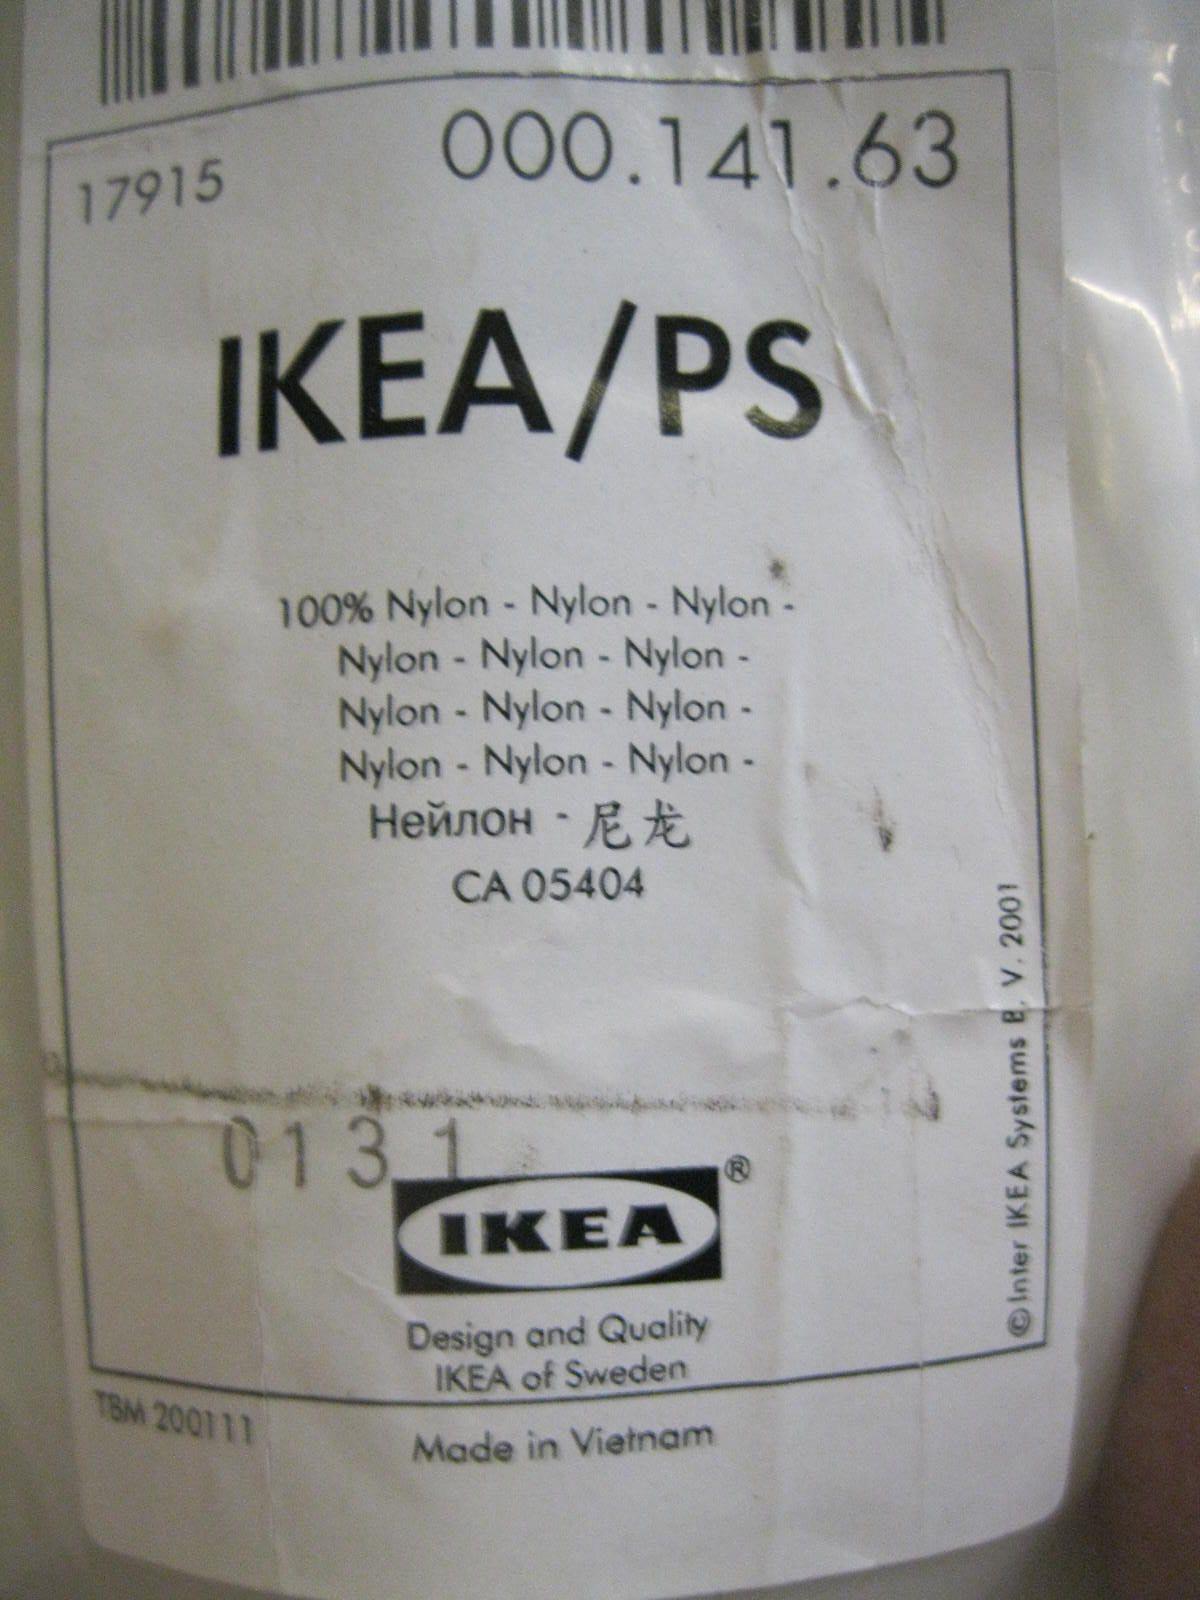 000.141.63
17915
IKEA/PS
100% Nylon - Nylon - Nylon -
Nylon - Nylon - Nylon -
Nylon - Nylon - Nylon -
Nylon - Nylon - Nylon -
Нейлон - 尼龙
CA 05404
© Inter IKEA Systems B. V. 2001
0131
IKEA®
Design and Quality
IKEA of Sweden
TBM 200111
Made in Vietnam